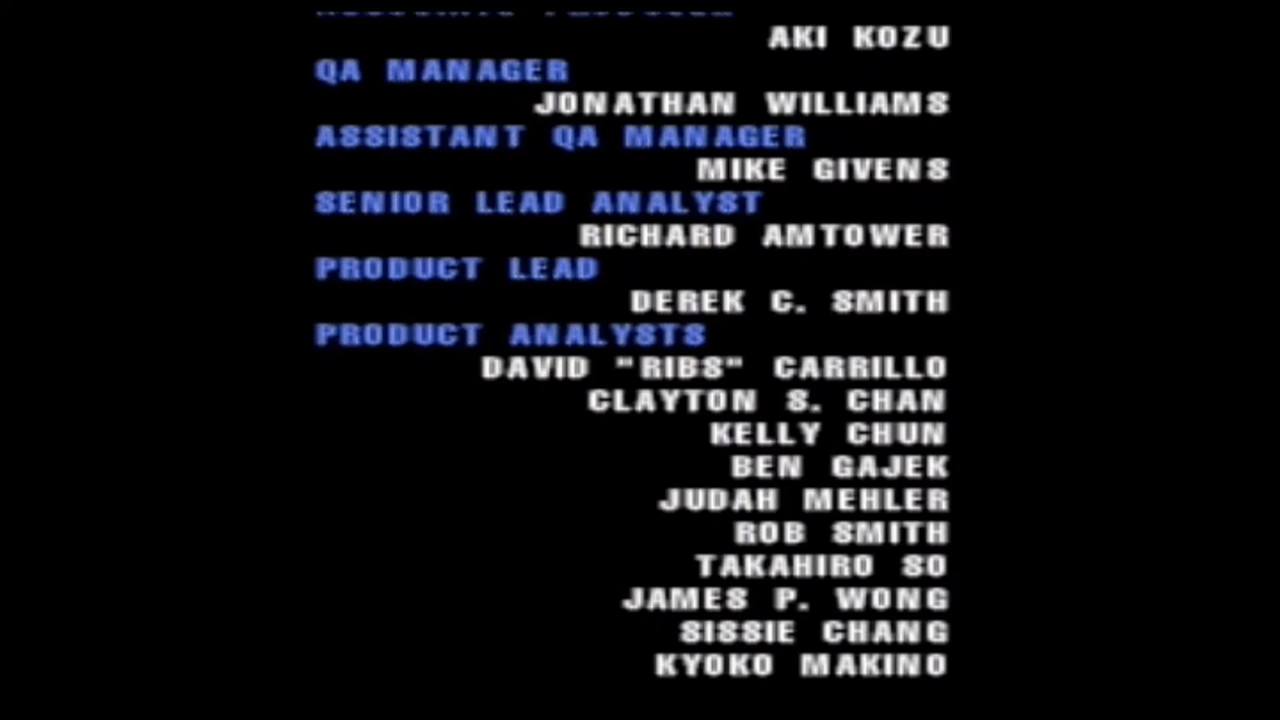 AKI KOZU
QA MANAGER
JONATHAN WILLIAMS
ASSISTANT QA MANAGER
MIKE GIVENS
SENIOR LEAD ANALYST
RICHARD AMTOWER
PRODUCT LEAD
DEREK C. SMITH
PRODUCT ANALYSTS
DAVID "RIBS" CARRILLO
CLAYTON S. CHAN
KELLY CHUN
BEN GAJEK
JUDAH MEHLER
ROB SMITH
TAKAHIRO SO
JAMES P. WONG
SISSIE CHANG
KYOKO MAKINO